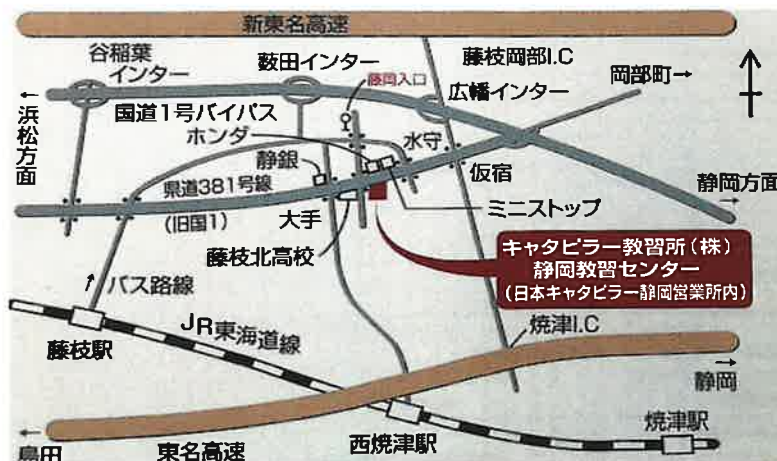 新東名高速
谷稲葉
インター
薮田インター
藤岡入口
藤枝岡部I.C
岡部町→
←
浜松方面
国道1号バイパス
広幡インター
ホンダ
水守
静銀
仮宿
県道381号線
(旧国1)
大手
ミニストップ
静岡方面
→
藤枝北高校
キャタピラー教習所(株)
静岡教習センター
(日本キャタピラー静岡営業所内)
バス路線
JR東海道線
藤枝駅
焼津I.C
→
静岡
←
島田
東名高速
西焼津駅
焼津駅